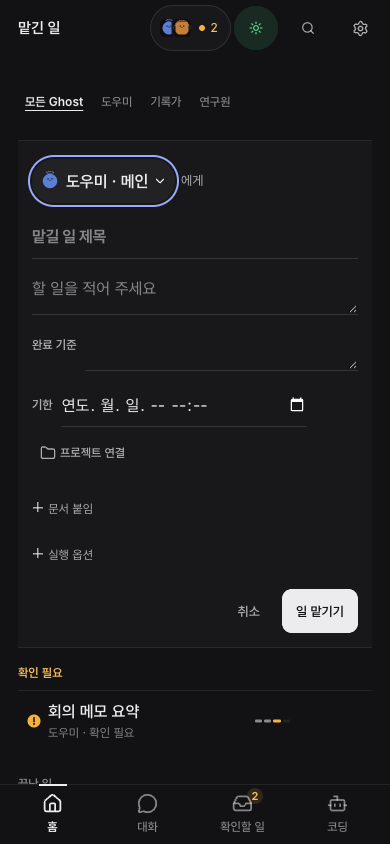 맡긴 일
2
모든 Ghost 도우미 기록가 연구원
도우미 · 메인 에게
맡길 일 제목
할 일을 적어 주세요
완료 기준
기한 연도. 월. 일. -- --:--
프로젝트 연결
문서 붙임
실행 옵션
취소 일 맡기기
확인 필요
회의 메모 요약
도우미 · 확인 필요
2
홈 대화 확인할 일 코딩